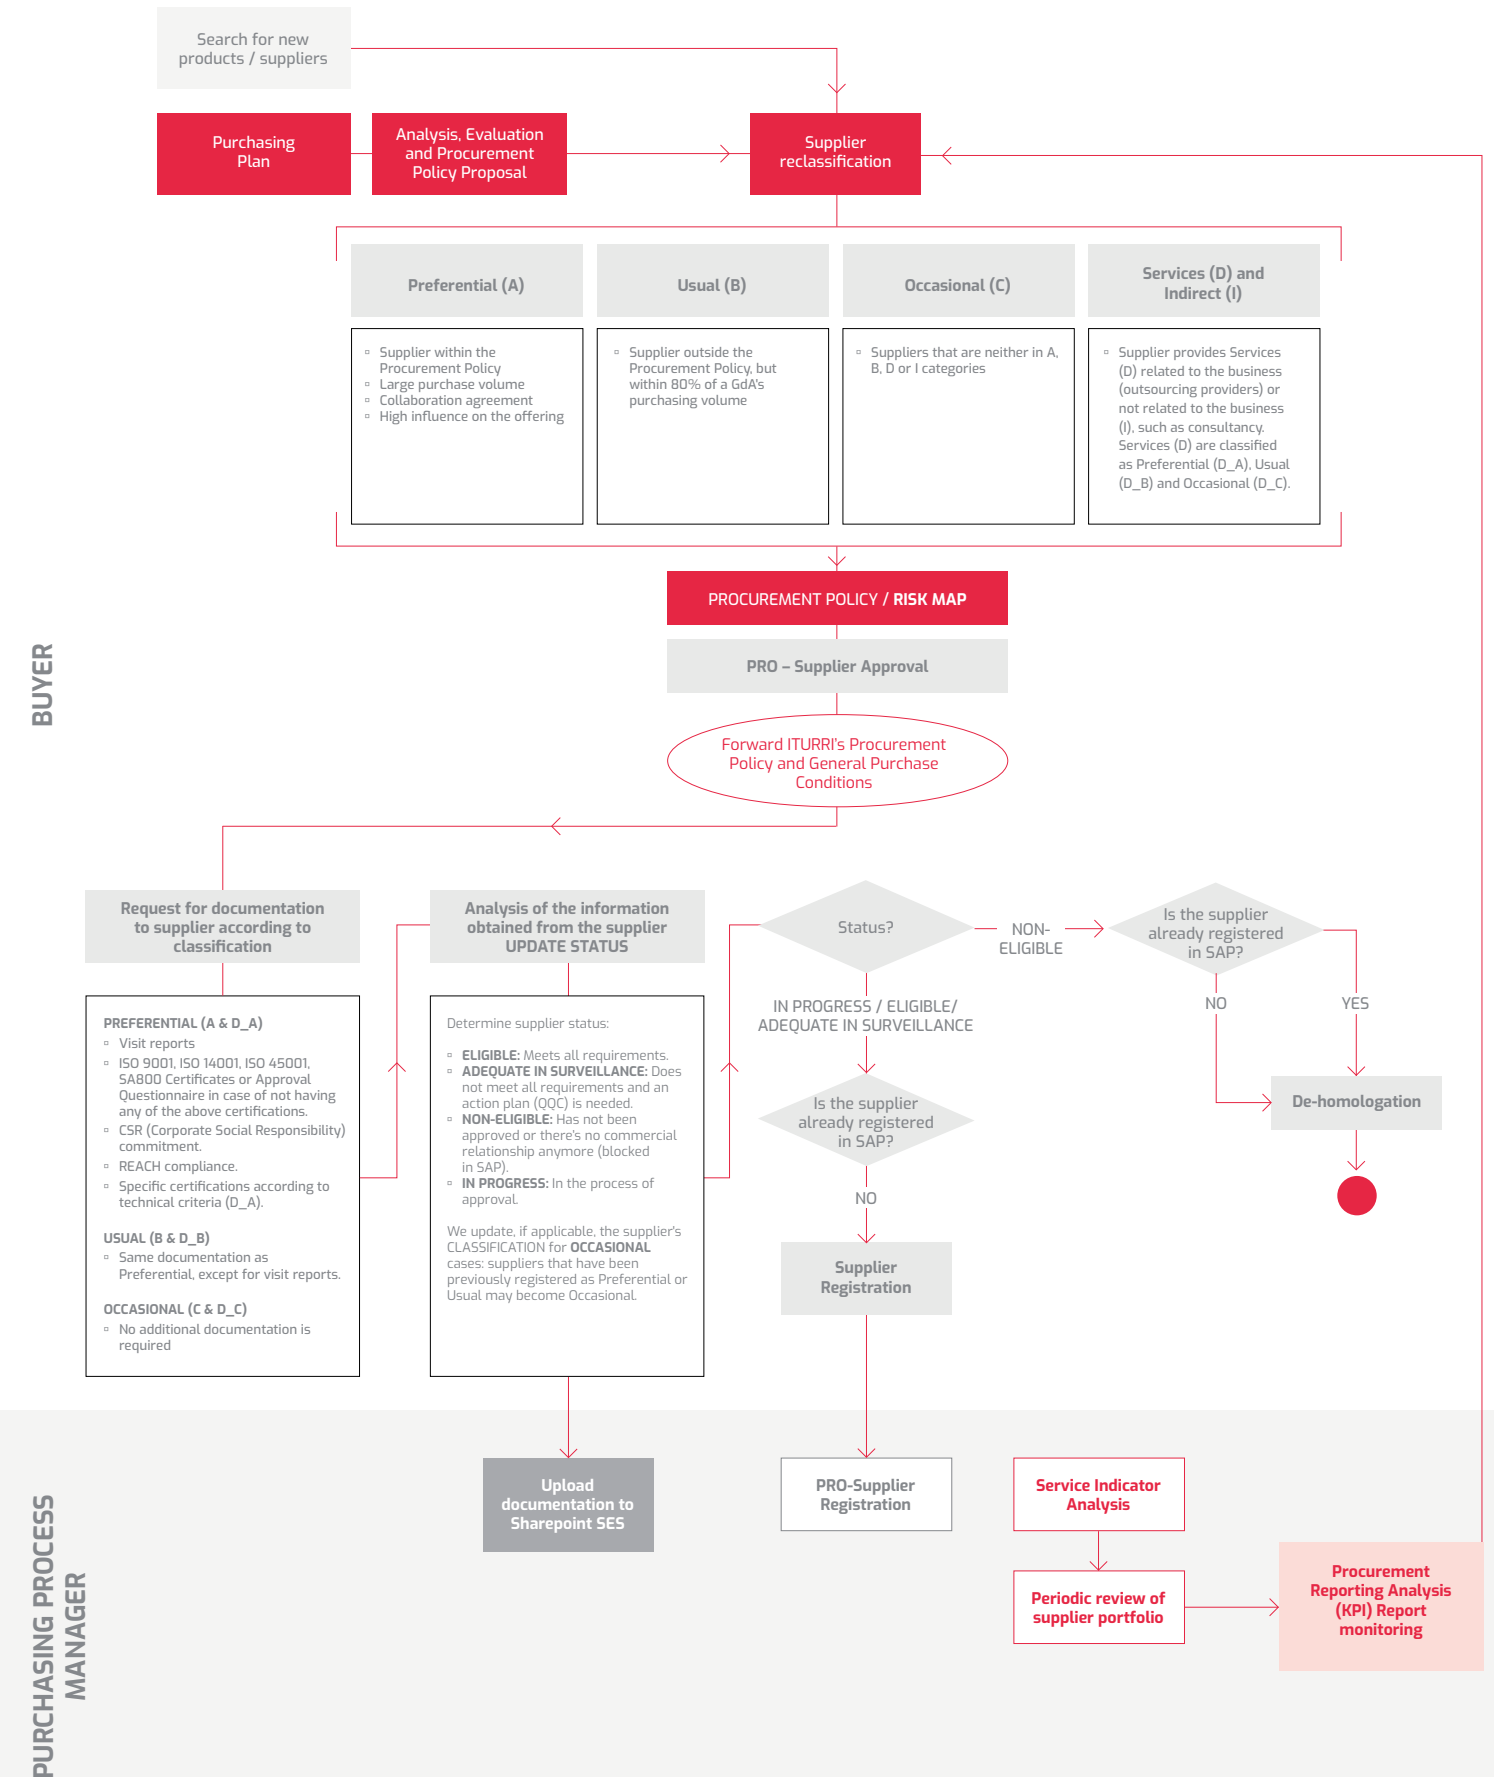 Search for new
products / suppliers
Purchasing
Plan
Analysis, Evaluation
and Procurement
Policy Proposal
Supplier
reclassification
Preferential (A)
Usual (B)
Occasional (C)
Services (D) and
Indirect (I)
▫ Supplier within the
Procurement Policy
▫ Large purchase volume
▫ Collaboration agreement
▫ High influence on the offering
▫ Supplier outside the
Procurement Policy, but
within 80% of a GdA's
purchasing volume
▫ Suppliers that are neither in A,
B, D or I categories
▫ Supplier provides Services
(D) related to the business
(outsourcing providers) or
not related to the business
(I), such as consultancy.
Services (D) are classified
as Preferential (D_A), Usual
(D_B) and Occasional (D_C).
PROCUREMENT POLICY / RISK MAP
PRO – Supplier Approval
BUYER
Forward ITURRI's Procurement
Policy and General Purchase
Conditions
Request for documentation
to supplier according to
classification
Analysis of the information
obtained from the supplier
UPDATE STATUS
Status?
NON-
ELIGIBLE
Is the supplier
already registered
in SAP?
NO
YES
De-homologation
IN PROGRESS / ELIGIBLE/
ADEQUATE IN SURVEILLANCE
Is the supplier
already registered
in SAP?
NO
Supplier
Registration
PREFERENTIAL (A & D_A)
▫ Visit reports
▫ ISO 9001, ISO 14001, ISO 45001,
SA800 Certificates or Approval
Questionnaire in case of not having
any of the above certifications.
▫ CSR (Corporate Social Responsibility)
commitment.
▫ REACH compliance.
▫ Specific certifications according to
technical criteria (D_A).
USUAL (B & D_B)
▫ Same documentation as
Preferential, except for visit reports.
OCCASIONAL (C & D_C)
▫ No additional documentation is
required
Determine supplier status:
▫ ELIGIBLE: Meets all requirements.
▫ ADEQUATE IN SURVEILLANCE: Does
not meet all requirements and an
action plan (QQC) is needed.
▫ NON-ELIGIBLE: Has not been
approved or there's no commercial
relationship anymore (blocked
in SAP).
▫ IN PROGRESS: In the process of
approval.
We update, if applicable, the supplier's
CLASSIFICATION for OCCASIONAL
cases: suppliers that have been
previously registered as Preferential or
Usual may become Occasional.
PURCHASING PROCESS
MANAGER
Upload
documentation to
Sharepoint SES
PRO-Supplier
Registration
Service Indicator
Analysis
Periodic review of
supplier portfolio
Procurement
Reporting Analysis
(KPI) Report
monitoring